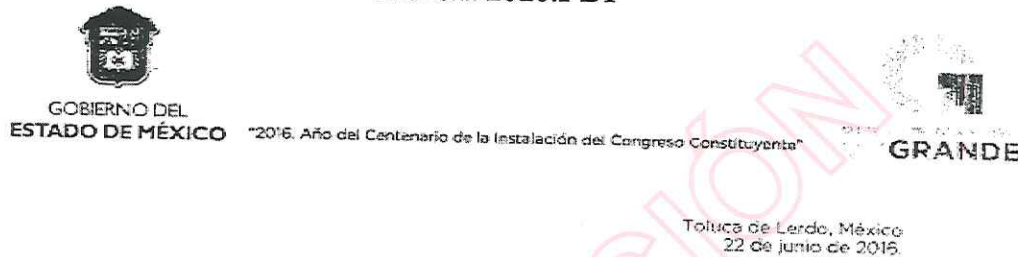 GOBIERNO DEL
ESTADO DE MÉXICO
"2016. Año del Centenario de la Instalación del Congreso Constituyente"
GRANDE
Toluca de Lerdo, México
22 de junio de 2016.